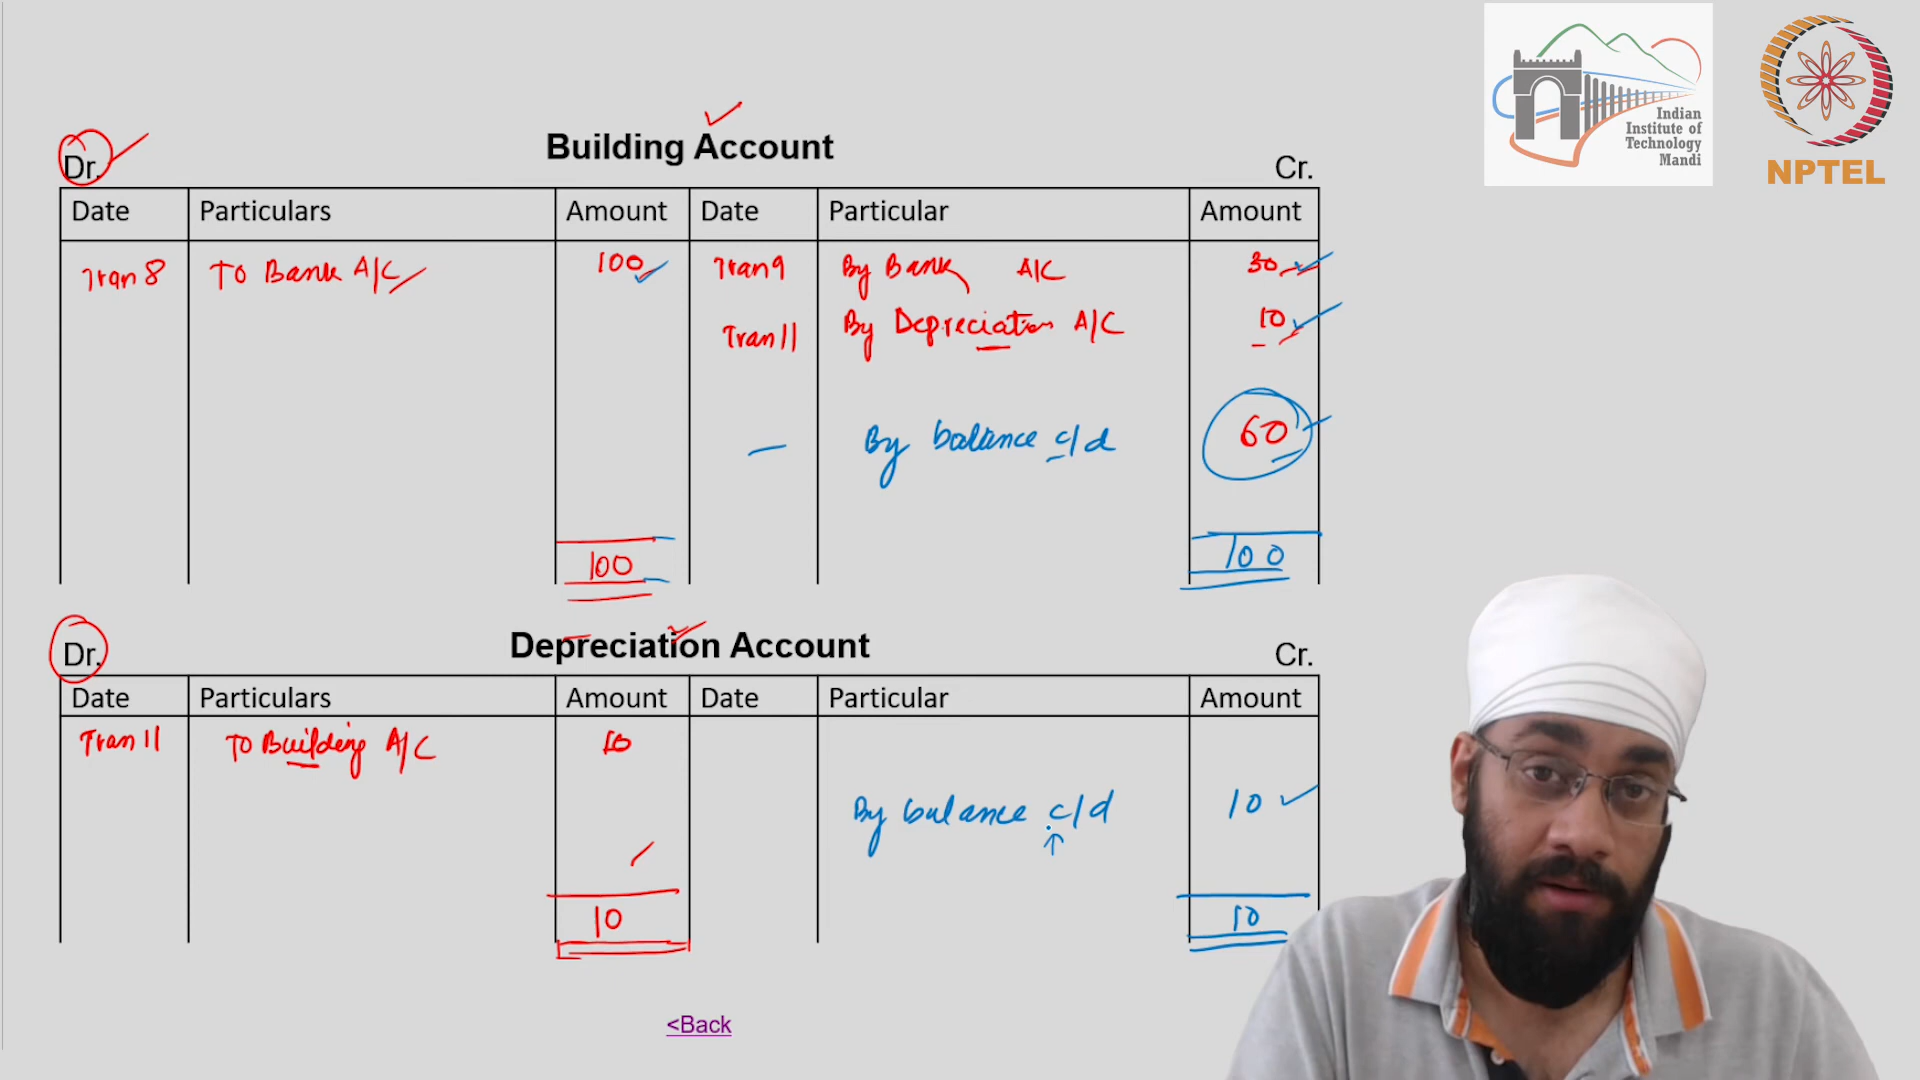 Indian
Institute of
Technology
Mandi
NPTEL
Building Account
Dr. Cr.
Date Particulars Amount Date Particular Amount
Tran 8 To Bank A/C 100 Tran 9 By Bank A/C 30
Tran 11 By Depreciation A/C 10
By balance c/d 60
100 100
Depreciation Account
Dr. Cr.
Date Particulars Amount Date Particular Amount
Tran 11 To Building A/C 10
By balance c/d 10
10 10
<Back